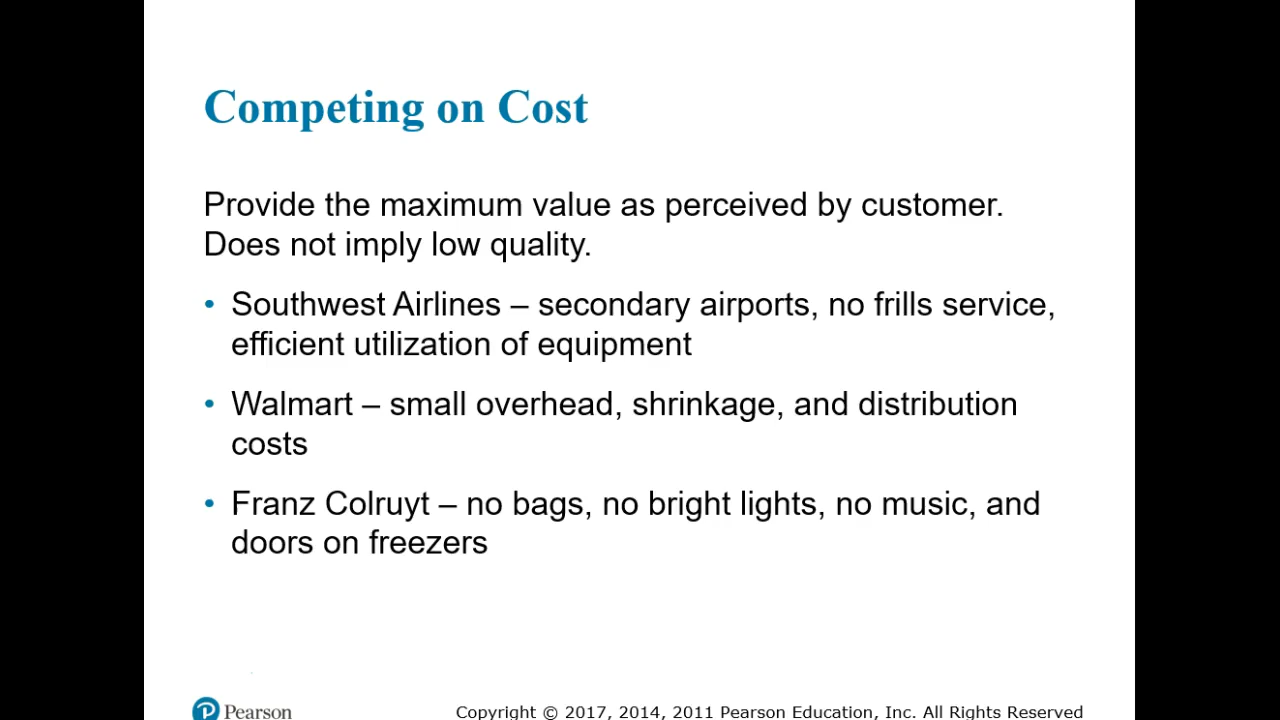 Competing on Cost
Provide the maximum value as perceived by customer.
Does not imply low quality.
• Southwest Airlines – secondary airports, no frills service,
efficient utilization of equipment
• Walmart – small overhead, shrinkage, and distribution
costs
• Franz Colruyt – no bags, no bright lights, no music, and
doors on freezers
Pearson
Copyright © 2017, 2014, 2011 Pearson Education, Inc. All Rights Reserved